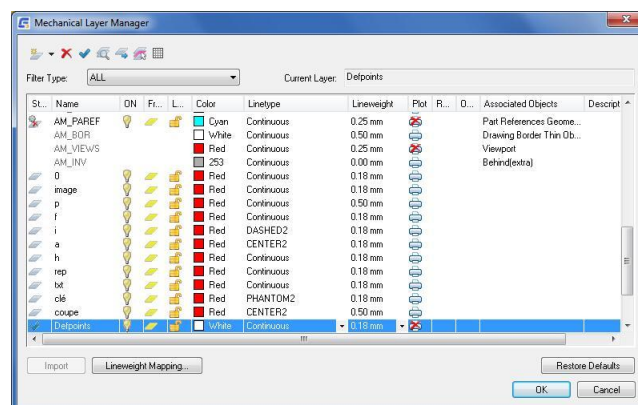 Mechanical Layer Manager
Filter Type: ALL Current Layer: Defpoints
St... Name ON Fr... L... Color Linetype Lineweight Plot R... O... Associated Objects Descript
AM_PAREF Cyan Continuous 0.25 mm Part References Geome...
AM_BOR White Continuous 0.50 mm Drawing Border Thin Ob...
AM_VIEWS Red Continuous 0.25 mm Viewport
AM_INV 253 Continuous 0.00 mm Behind(extra)
0 Red Continuous 0.18 mm
image Red Continuous 0.18 mm
p Red Continuous 0.50 mm
f Red Continuous 0.18 mm
i Red DASHED2 0.18 mm
a Red CENTER2 0.18 mm
h Red Continuous 0.18 mm
rep Red Continuous 0.18 mm
txt Red Continuous 0.18 mm
clé Red PHANTOM2 0.18 mm
coupe Red CENTER2 0.50 mm
Defpoints White Continuous 0.18 mm
Import Lineweight Mapping... Restore Defaults
OK Cancel